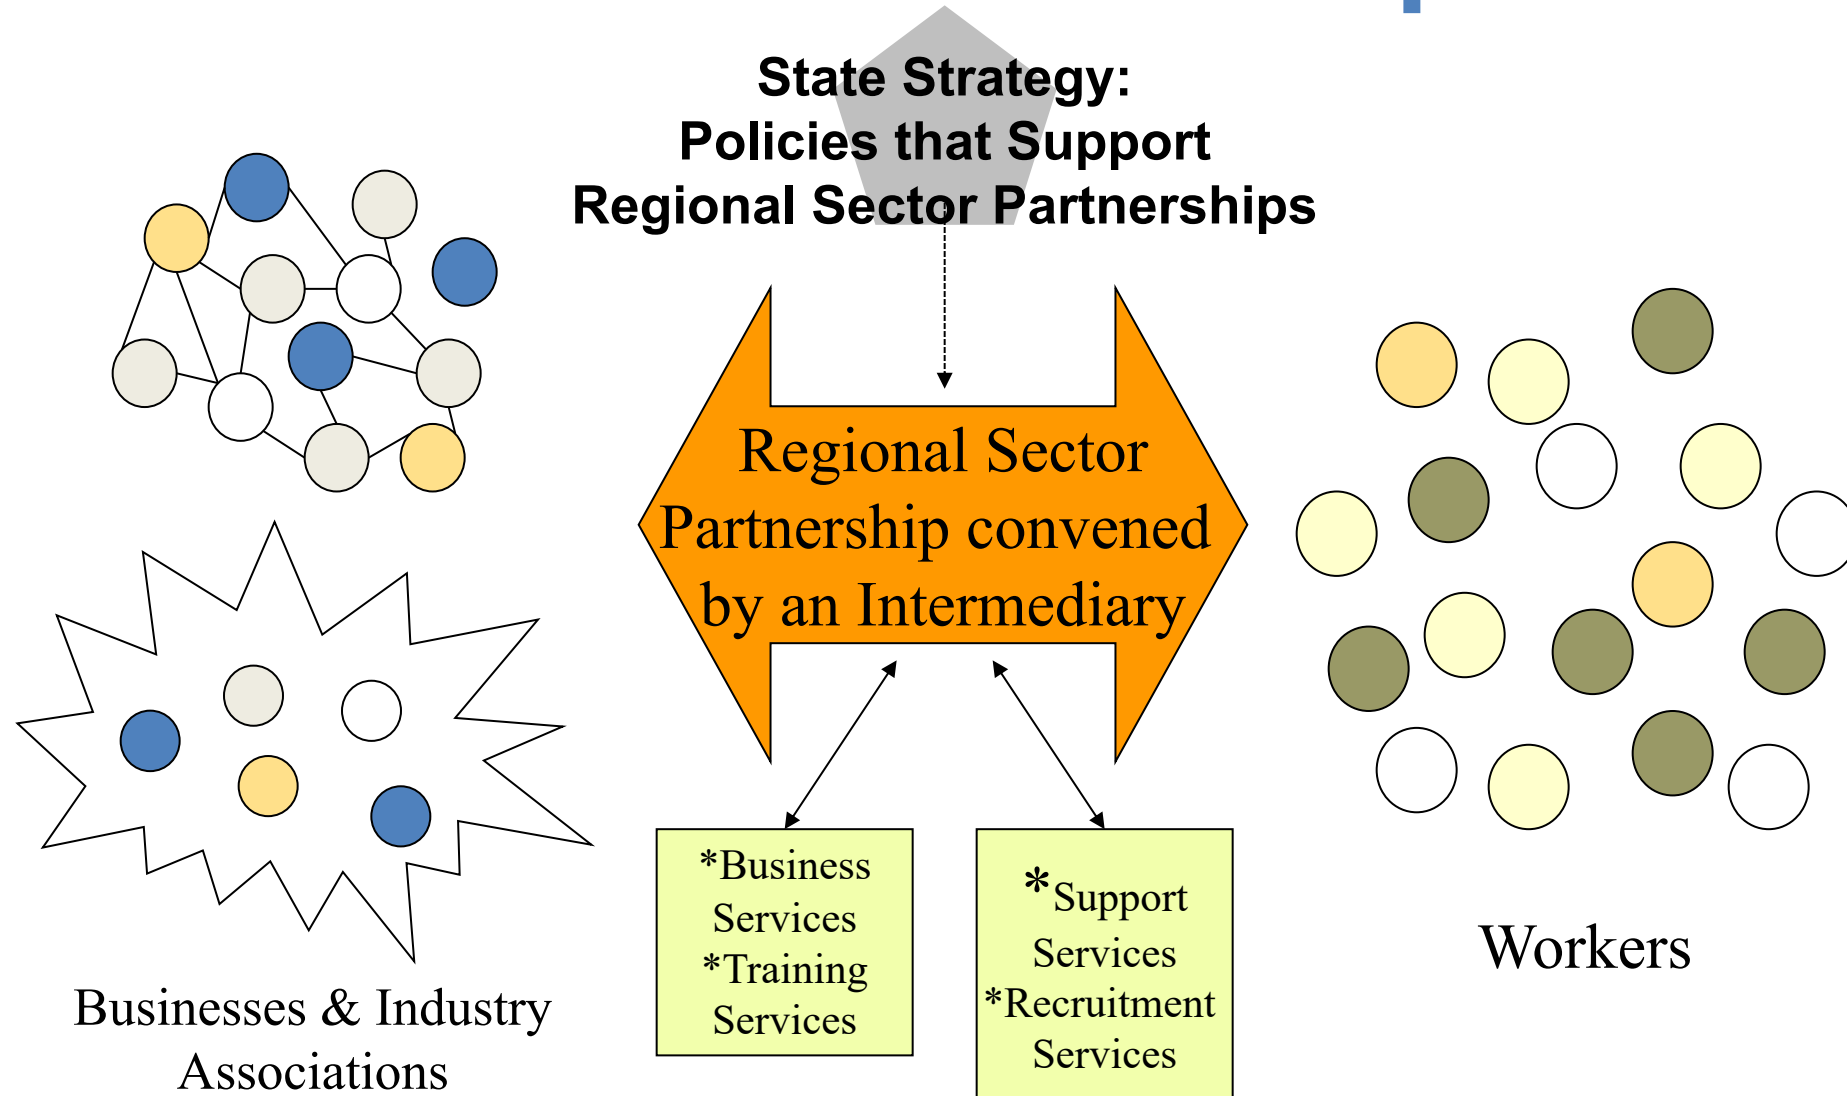 State Strategy:
Policies that Support
Regional Sector Partnerships
Regional Sector
Partnership convened
by an Intermediary
*Business
Services
*Training
Services
*Support
Services
*Recruitment
Services
Workers
Businesses & Industry
Associations